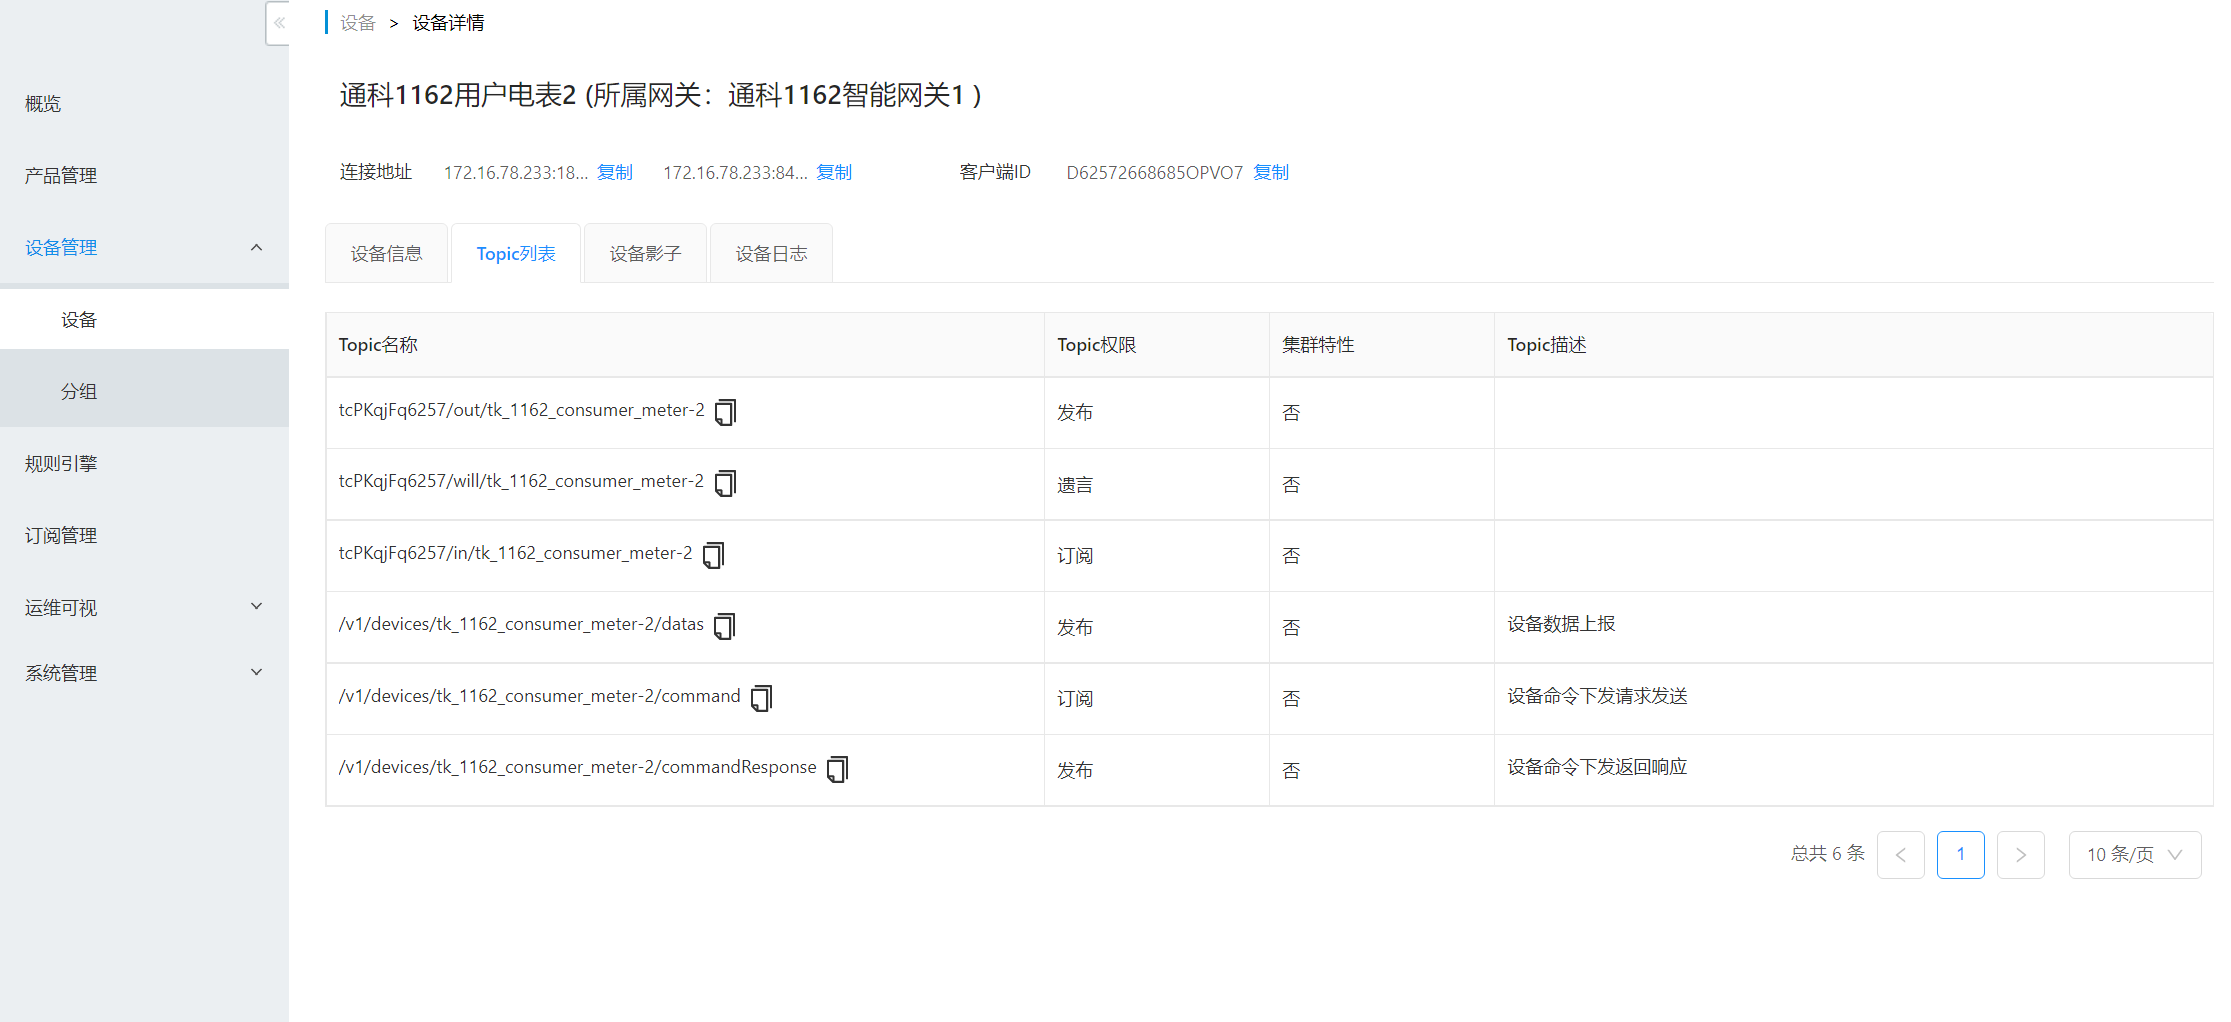 设备 > 设备详情
概览
产品管理
设备管理
设备
分组
规则引擎
订阅管理
运维可视
系统管理
通科1162用户电表2 (所属网关：通科1162智能网关1 )
连接地址 172.16.78.233:18... 复制 172.16.78.233:84... 复制 客户端ID D62572668685OPVO7 复制
设备信息 Topic列表 设备影子 设备日志
Topic名称 Topic权限 集群特性 Topic描述
tcPKqjFq6257/out/tk_1162_consumer_meter-2 发布 否
tcPKqjFq6257/will/tk_1162_consumer_meter-2 遗言 否
tcPKqjFq6257/in/tk_1162_consumer_meter-2 订阅 否
/v1/devices/tk_1162_consumer_meter-2/datas 发布 否 设备数据上报
/v1/devices/tk_1162_consumer_meter-2/command 订阅 否 设备命令下发请求发送
/v1/devices/tk_1162_consumer_meter-2/commandResponse 发布 否 设备命令下发返回响应
总共 6 条 < 1 > 10 条/页